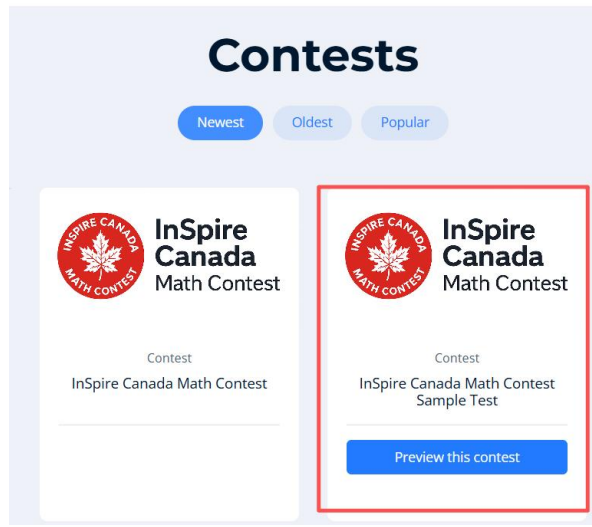 Contests
Newest
Oldest
Popular
INSPIRE CANADA
MATH CONTEST
InSpire
Canada
Math Contest
Contest
InSpire Canada Math Contest
INSPIRE CANADA
MATH CONTEST
InSpire
Canada
Math Contest
Contest
InSpire Canada Math Contest
Sample Test
Preview this contest